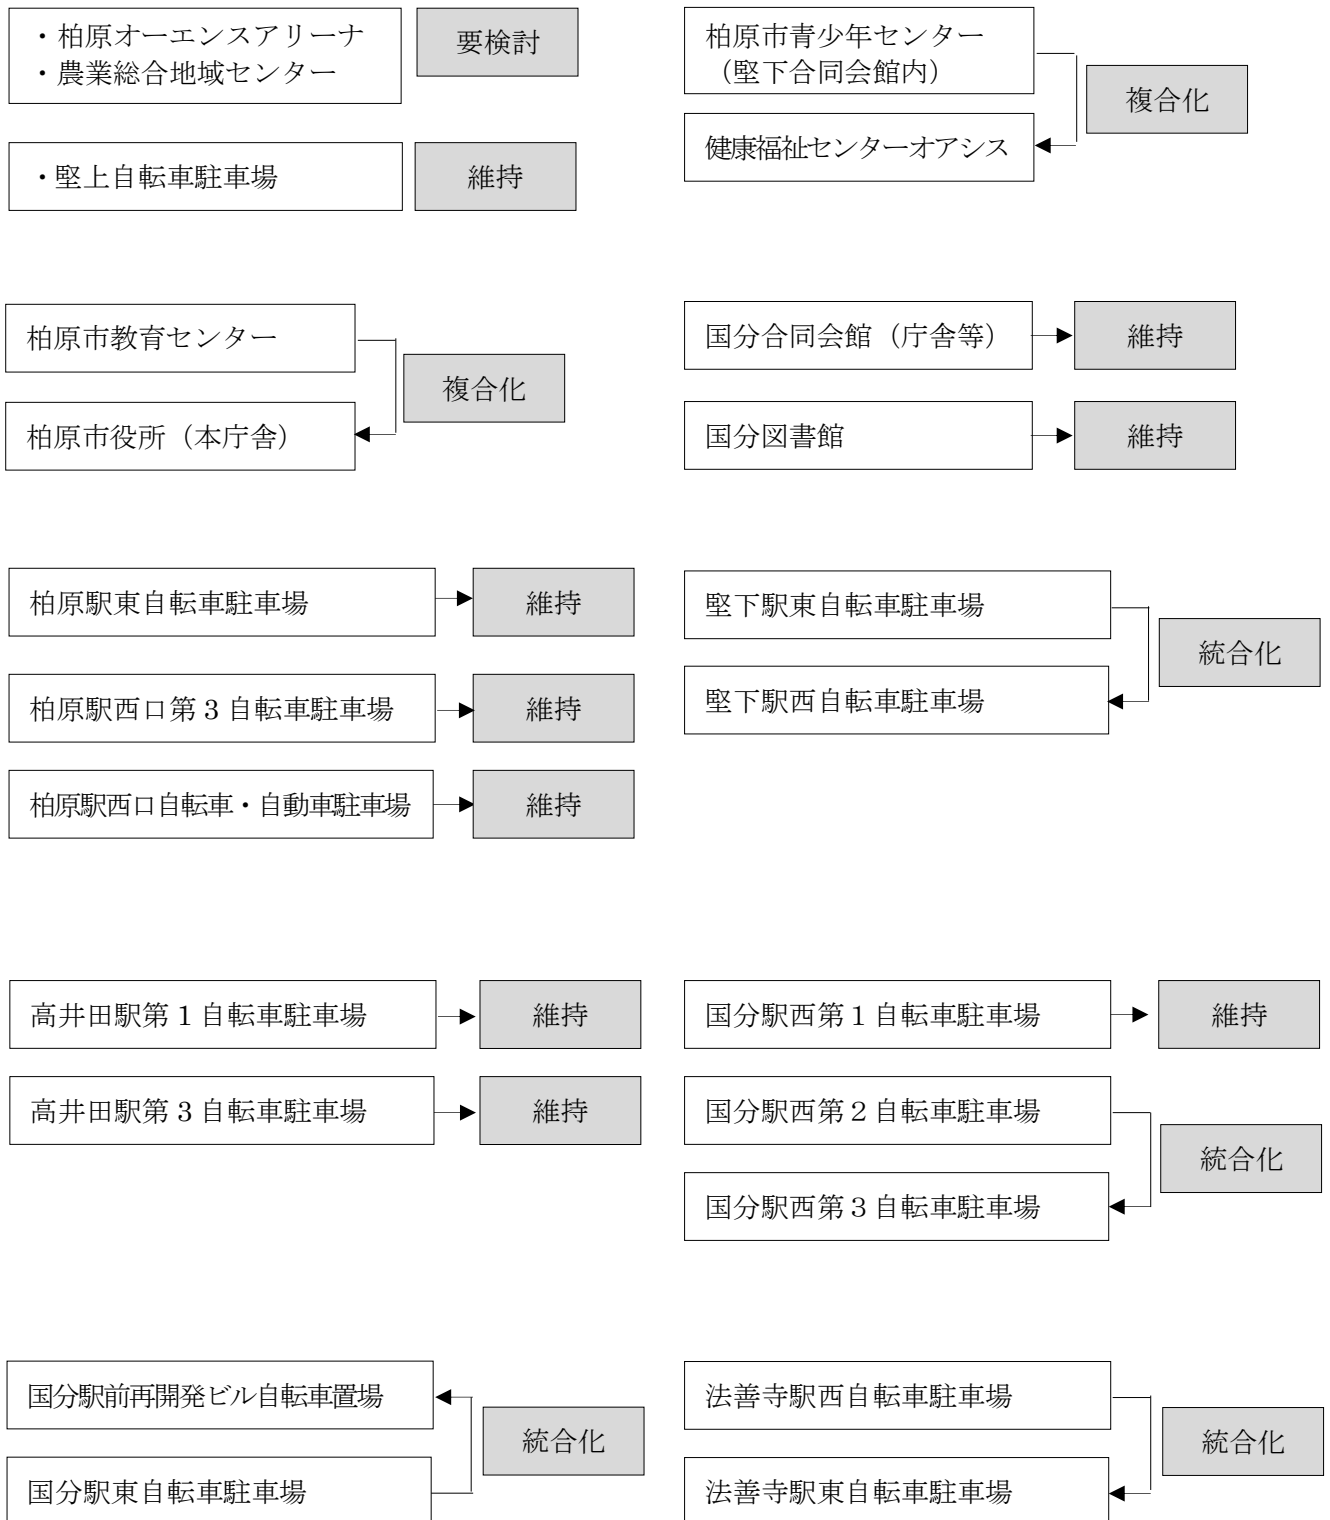 ・柏原オーエンスアリーナ
・農業総合地域センター
要検討
・堅上自転車駐車場
維持
柏原市青少年センター
（堅下合同会館内）
健康福祉センターオアシス
複合化
柏原市教育センター
柏原市役所（本庁舎）
複合化
国分合同会館（庁舎等）
維持
国分図書館
維持
柏原駅東自転車駐車場
維持
柏原駅西口第３自転車駐車場
維持
柏原駅西口自転車・自動車駐車場
維持
堅下駅東自転車駐車場
堅下駅西自転車駐車場
統合化
高井田駅第１自転車駐車場
維持
高井田駅第３自転車駐車場
維持
国分駅西第１自転車駐車場
維持
国分駅西第２自転車駐車場
国分駅西第３自転車駐車場
統合化
国分駅前再開発ビル自転車置場
国分駅東自転車駐車場
統合化
法善寺駅西自転車駐車場
法善寺駅東自転車駐車場
統合化